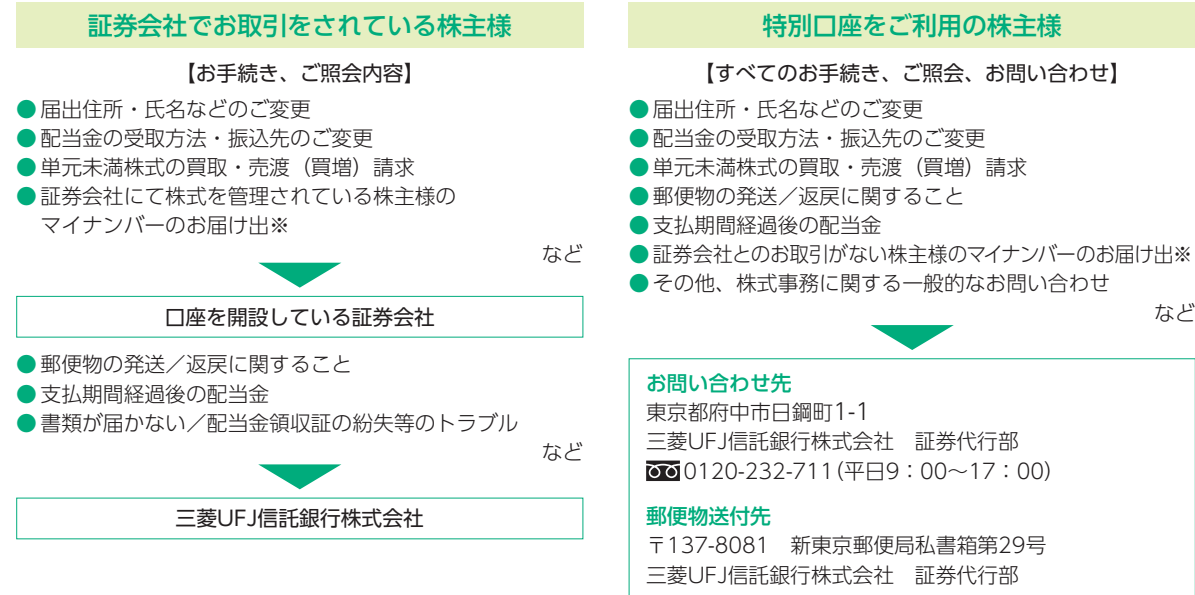 証券会社でお取引をされている株主様
【お手続き、ご照会内容】
●届出住所・氏名などのご変更
●配当金の受取方法・振込先のご変更
●単元未満株式の買取・売渡（買増）請求
●証券会社にて株式を管理されている株主様の
マイナンバーのお届け出※
など
口座を開設している証券会社
●郵便物の発送／返戻に関すること
●支払期間経過後の配当金
●書類が届かない／配当金領収証の紛失等のトラブル
など
三菱UFJ信託銀行株式会社
特別口座をご利用の株主様
【すべてのお手続き、ご照会、お問い合わせ】
●届出住所・氏名などのご変更
●配当金の受取方法・振込先のご変更
●単元未満株式の買取・売渡（買増）請求
●郵便物の発送／返戻に関すること
●支払期間経過後の配当金
●証券会社とのお取引がない株主様のマイナンバーのお届け出※
●その他、株式事務に関する一般的なお問い合わせ
など
お問い合わせ先
東京都府中市日鋼町1-1
三菱UFJ信託銀行株式会社　証券代行部
0120-232-711（平日9：00～17：00）
郵便物送付先
〒137-8081　新東京郵便局私書箱第29号
三菱UFJ信託銀行株式会社　証券代行部